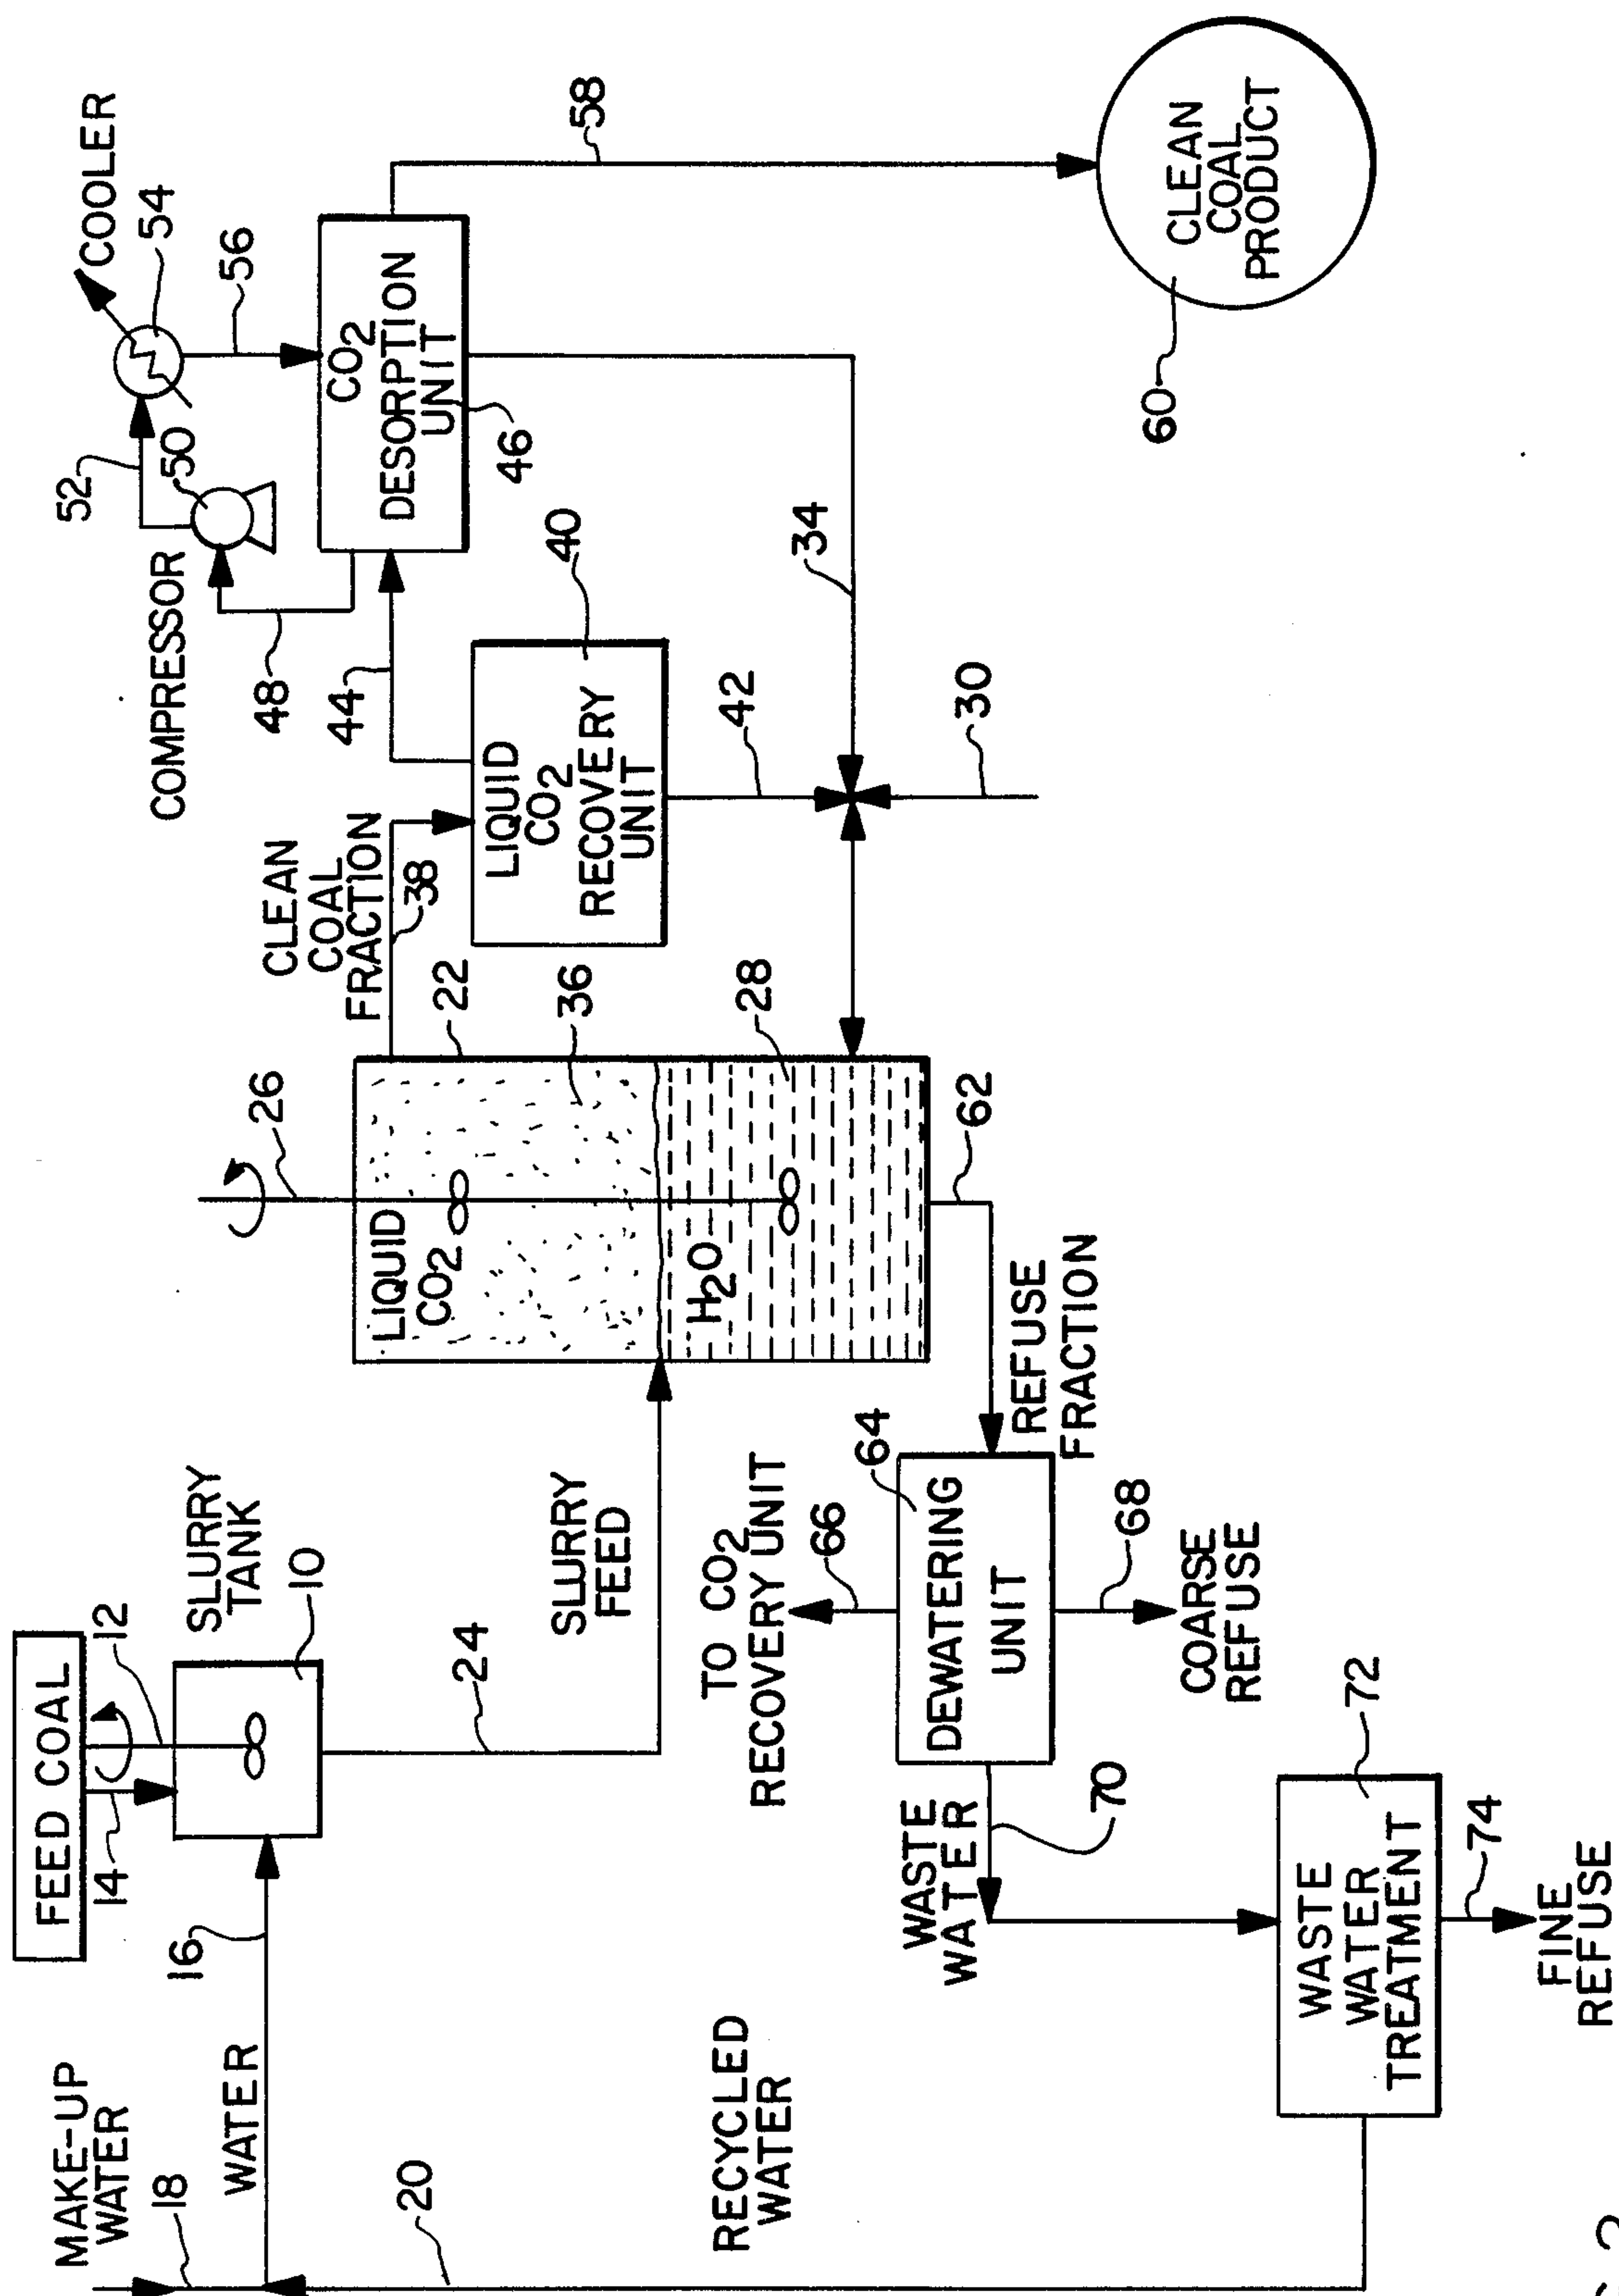 MAKE-UP
WATER
18
WATER
16
20
RECYCLED
WATER
FEED COAL
14
12
SLURRY
TANK
10
24
SLURRY
FEED
26
LIQUID
CO2
H2O
22
36
28
62
CLEAN
COAL
FRACTION
38
LIQUID
CO2
RECOVERY
UNIT
40
42
44
30
34
COMPRESSOR
48
50
52
COOLER
54
56
CO2
DESORPTION
UNIT
46
58
CLEAN
COAL
PRODUCT
60
REFUSE
FRACTION
64
DEWATERING
UNIT
TO CO2
RECOVERY UNIT
66
68
COARSE
REFUSE
WASTE
WATER
70
72
WASTE
WATER
TREATMENT
74
FINE
REFUSE